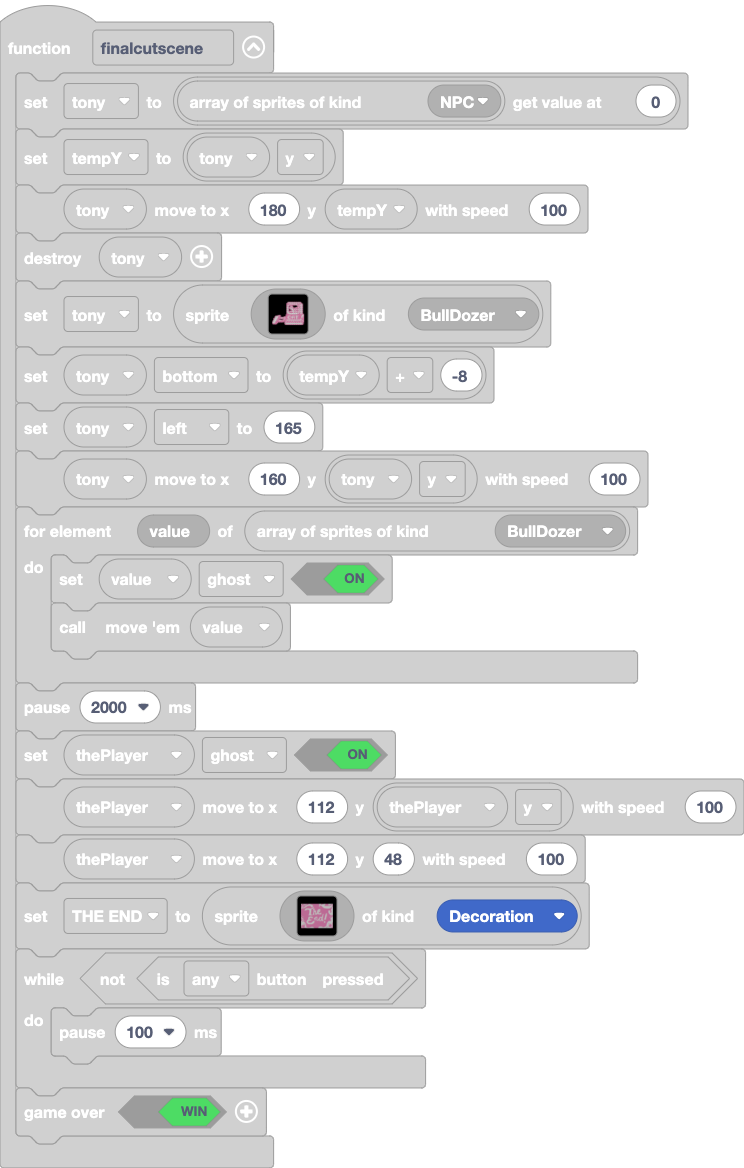 function finalcutscene
set tony to array of sprites of kind NPC get value at 0
set tempY to tony y
tony move to x 180 y tempY with speed 100
destroy tony
set tony to sprite of kind BullDozer
set tony bottom to tempY + -8
set tony left to 165
tony move to x 160 y tony y with speed 100
for element value of array of sprites of kind BullDozer
do set value ghost ON
call move 'em value
pause 2000 ms
set thePlayer ghost ON
thePlayer move to x 112 y thePlayer y with speed 100
thePlayer move to x 112 y 48 with speed 100
set THE END to sprite The End! of kind Decoration
while not is any button pressed
do pause 100 ms
game over WIN